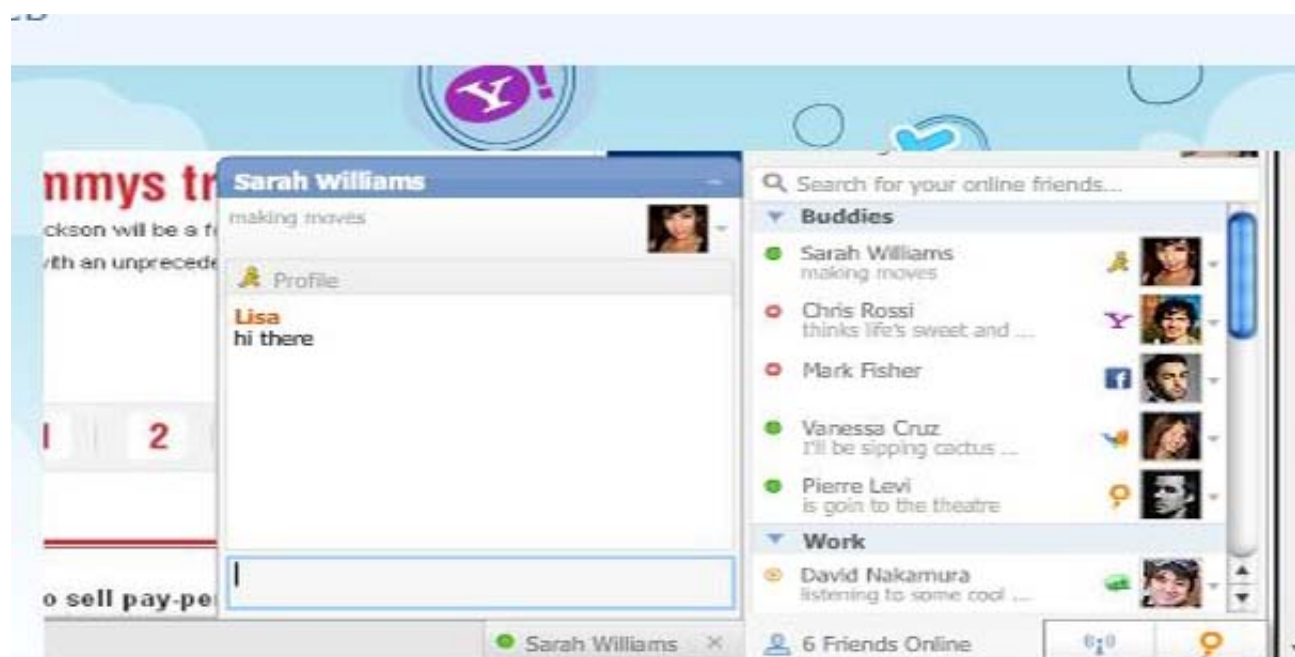 Y!
mmys tr
ckson will be a f
ith an unprecede
2
o sell pay-pe
Sarah Williams
making moves
Profile
Lisa
hi there
Sarah Williams
Search for your online friends...
Buddies
Sarah Williams
making moves
Chris Rossi
thinks life's sweet and ...
Y
Mark Fisher
f
Vanessa Cruz
I'll be sipping cactus ...
Pierre Levi
is goin to the theatre
Work
David Nakamura
listening to some cool ...
6 Friends Online